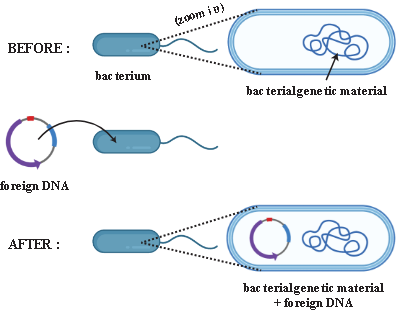 (zoom in)
BEFORE :
bacterium
bacterialgenetic material
foreign DNA
AFTER :
bacterialgenetic material
+ foreign DNA